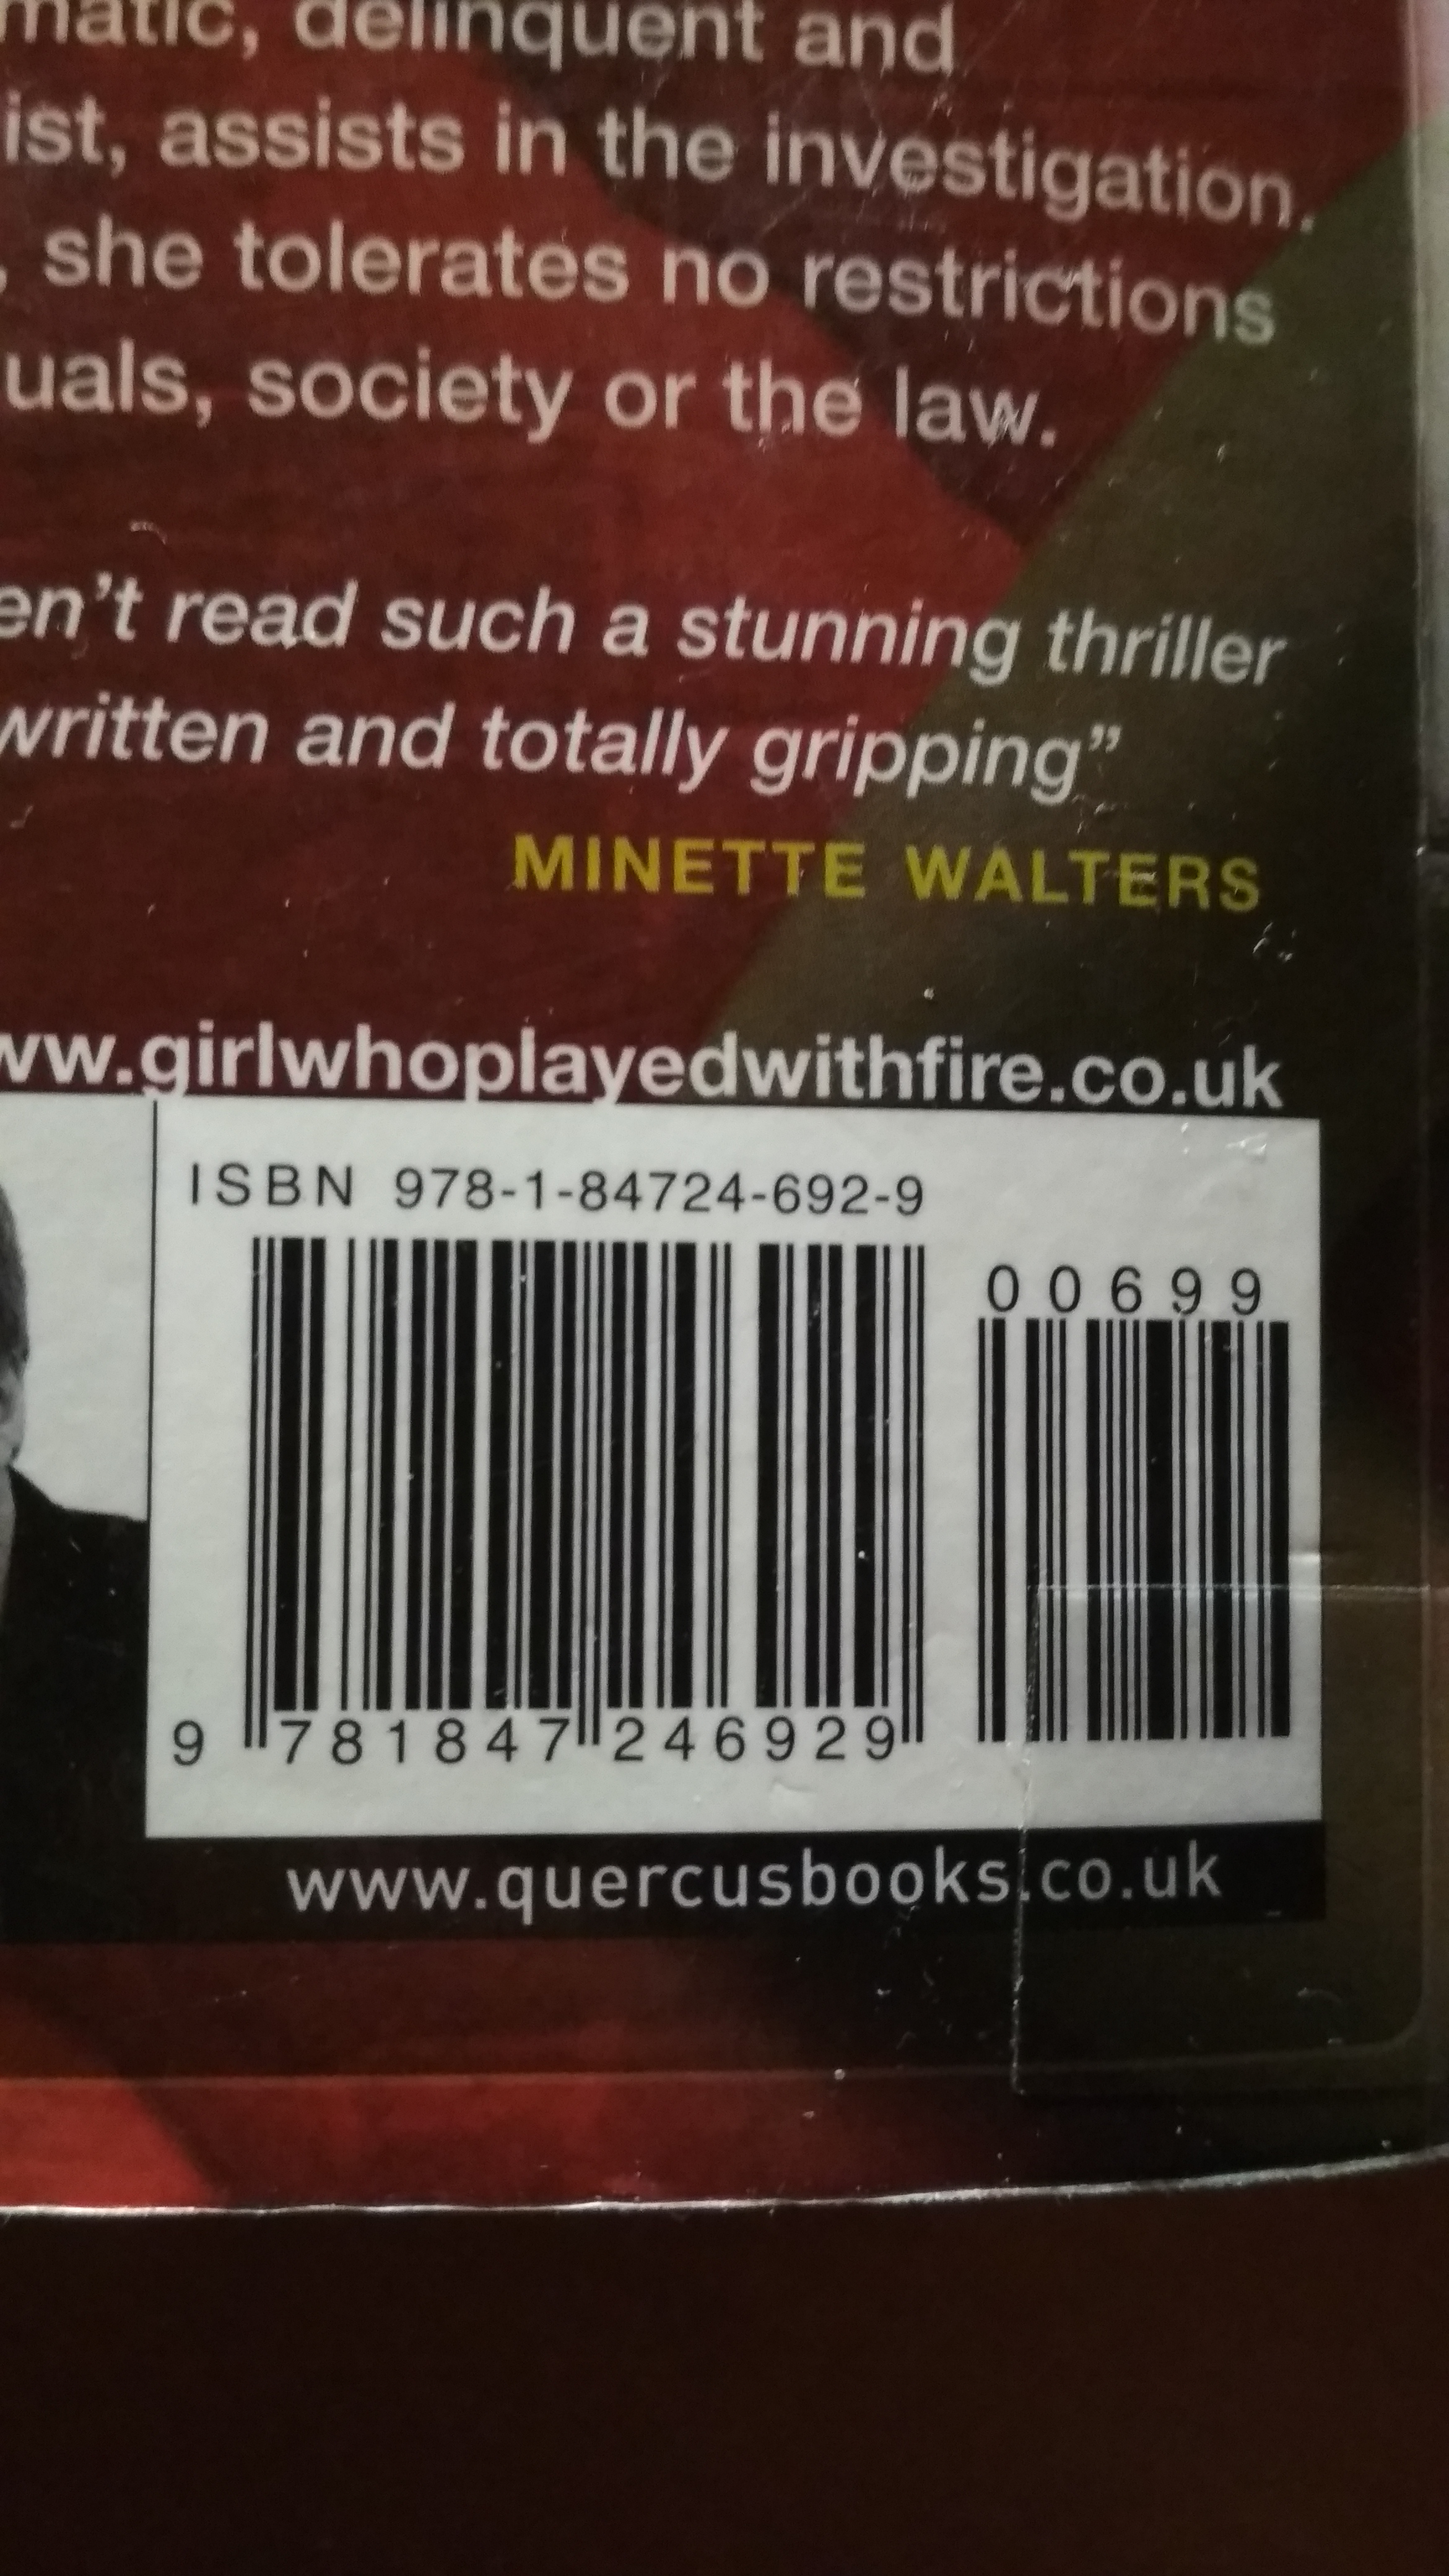 matic, delinquent and
ist, assists in the investigation.
, she tolerates no restrictions
uals, society or the law.
en't read such a stunning thriller
written and totally gripping”
MINETTE WALTERS
ww.girlwhoplayedwithfire.co.uk
ISBN 978-1-84724-692-9
00699
9 781847 246929
www.quercusbooks.co.uk